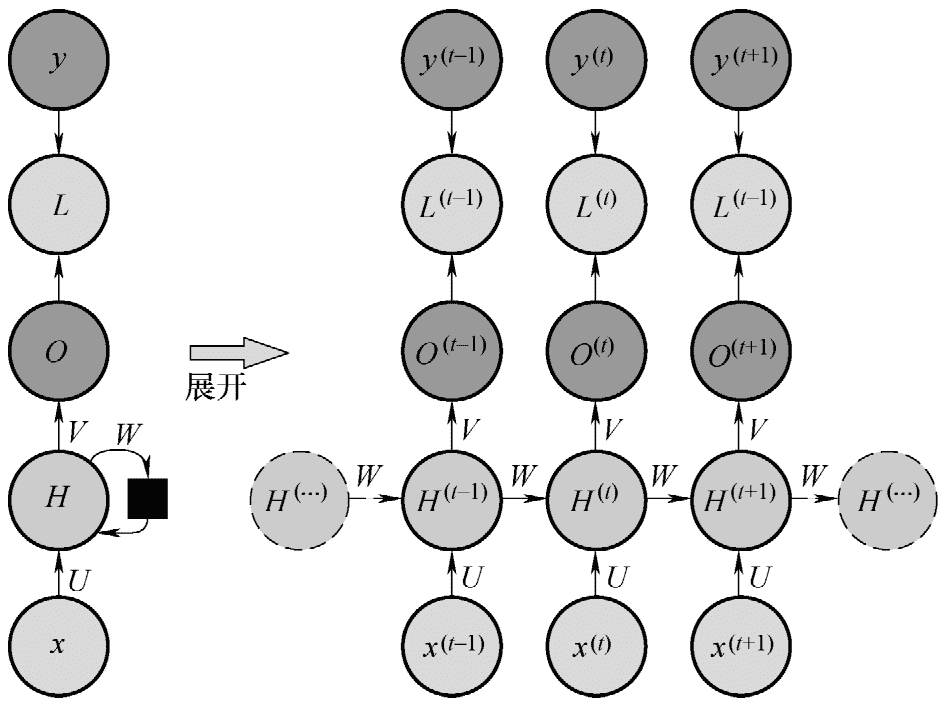 y y(t−1) y(t) y(t+1)
L L(t−1) L(t) L(t−1)
O O(t−1) O(t) O(t+1)
展开
V W V V V
H H(···) W H(t−1) W H(t) W H(t+1) W H(···)
U U U U
x x(t−1) x(t) x(t+1)